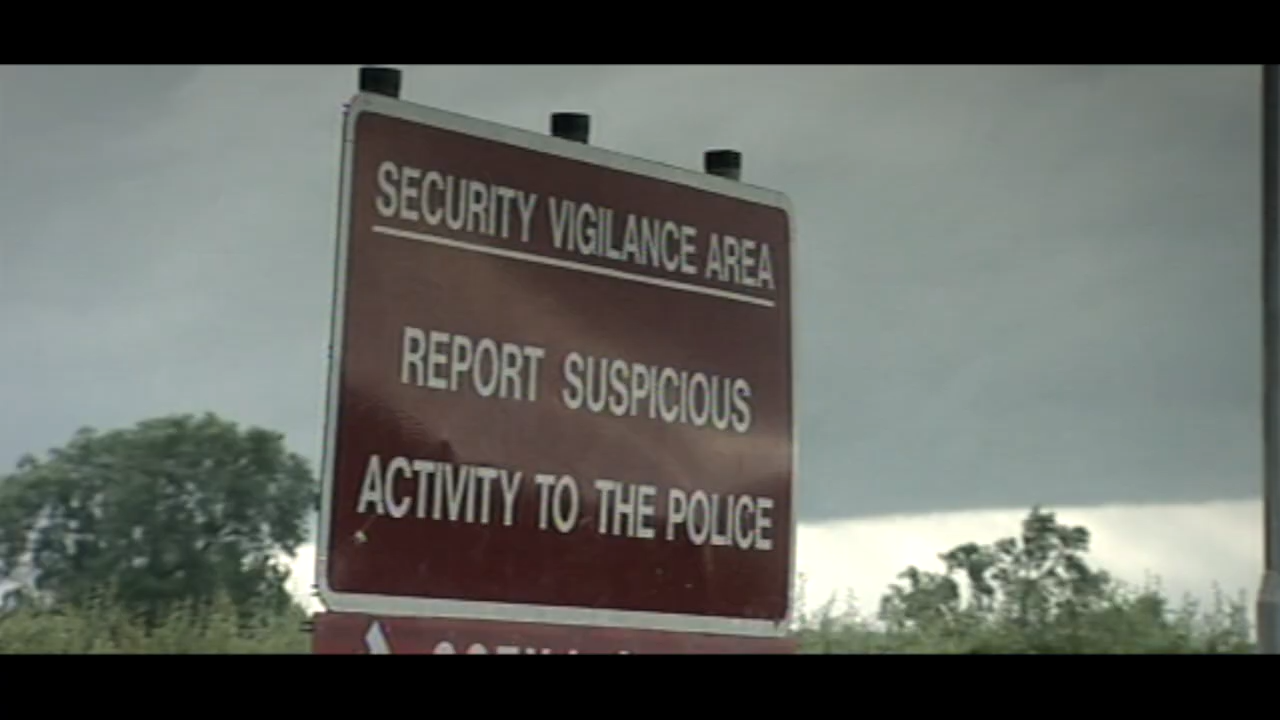 SECURITY VIGILANCE AREA
REPORT SUSPICIOUS
ACTIVITY TO THE POLICE